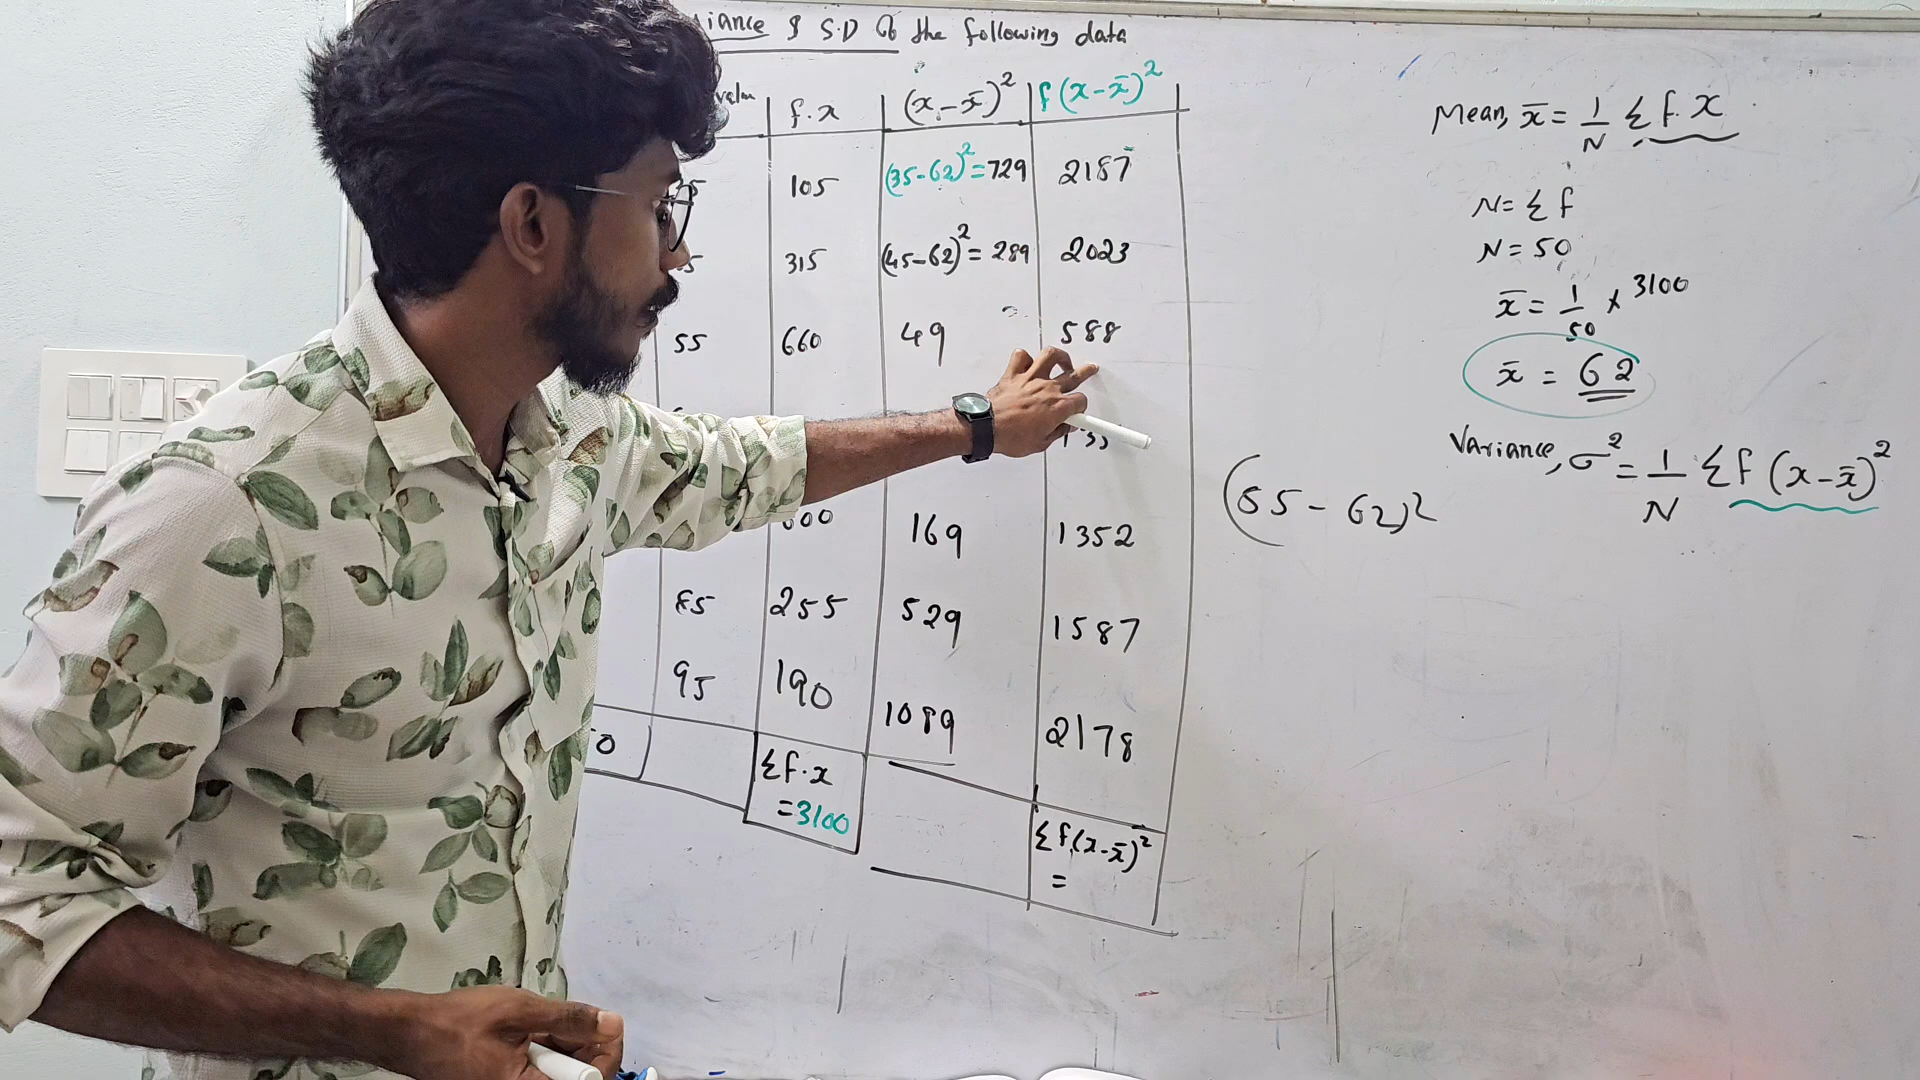 iance & S.D Of the following data
f.x (x-x̄)² f(x-x̄)²
105 (35-62)²=729 2187
315 (45-62)²= 289 2023
55 660 49 588
169 1352
85 255 529 1587
95 190 1089 2178
Σf.x Σf(x-x̄)²
=3100 =
Mean, x̄ = 1/N Σf.x
N= Σf
N= 50
x̄ = 1/50 x 3100
x̄ = 62
Variance, σ² = 1/N Σf(x-x̄)²
(55-62)²